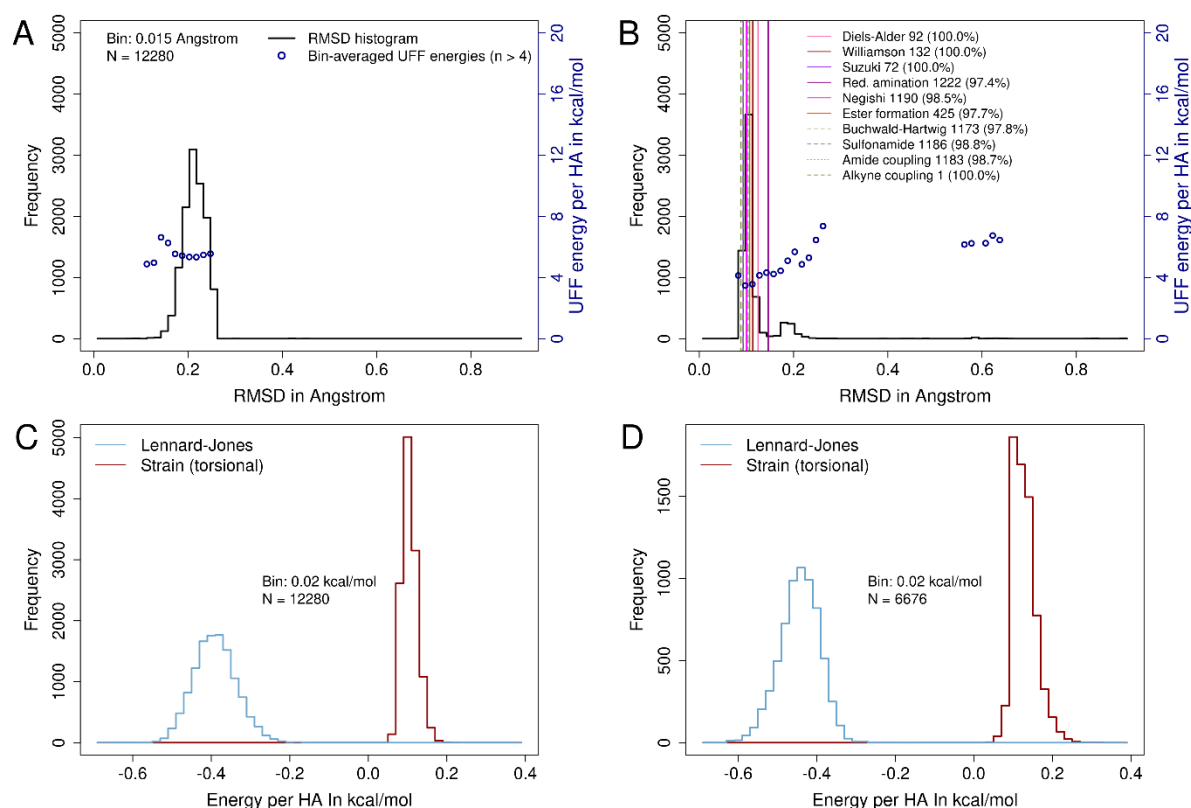 A
Bin: 0.015 Angstrom
N = 12280
RMSD histogram
Bin-averaged UFF energies (n > 4)
Frequency
0 1000 2000 3000 4000 5000
UFF energy per HA in kcal/mol
0 4 8 12 16 20
0.0 0.2 0.4 0.6 0.8
RMSD in Angstrom
B
Diels-Alder 92 (100.0%)
Williamson 132 (100.0%)
Suzuki 72 (100.0%)
Red. amination 1222 (97.4%)
Negishi 1190 (98.5%)
Ester formation 425 (97.7%)
Buchwald-Hartwig 1173 (97.8%)
Sulfonamide 1186 (98.8%)
Amide coupling 1183 (98.7%)
Alkyne coupling 1 (100.0%)
Frequency
0 1000 2000 3000 4000 5000
UFF energy per HA in kcal/mol
0 4 8 12 16 20
0.0 0.2 0.4 0.6 0.8
RMSD in Angstrom
C
Lennard-Jones
Strain (torsional)
Bin: 0.02 kcal/mol
N = 12280
Frequency
0 1000 2000 3000 4000 5000
-0.6 -0.4 -0.2 0.0 0.2 0.4
Energy per HA In kcal/mol
D
Lennard-Jones
Strain (torsional)
Bin: 0.02 kcal/mol
N = 6676
Frequency
0 500 1000 1500
-0.6 -0.4 -0.2 0.0 0.2 0.4
Energy per HA In kcal/mol